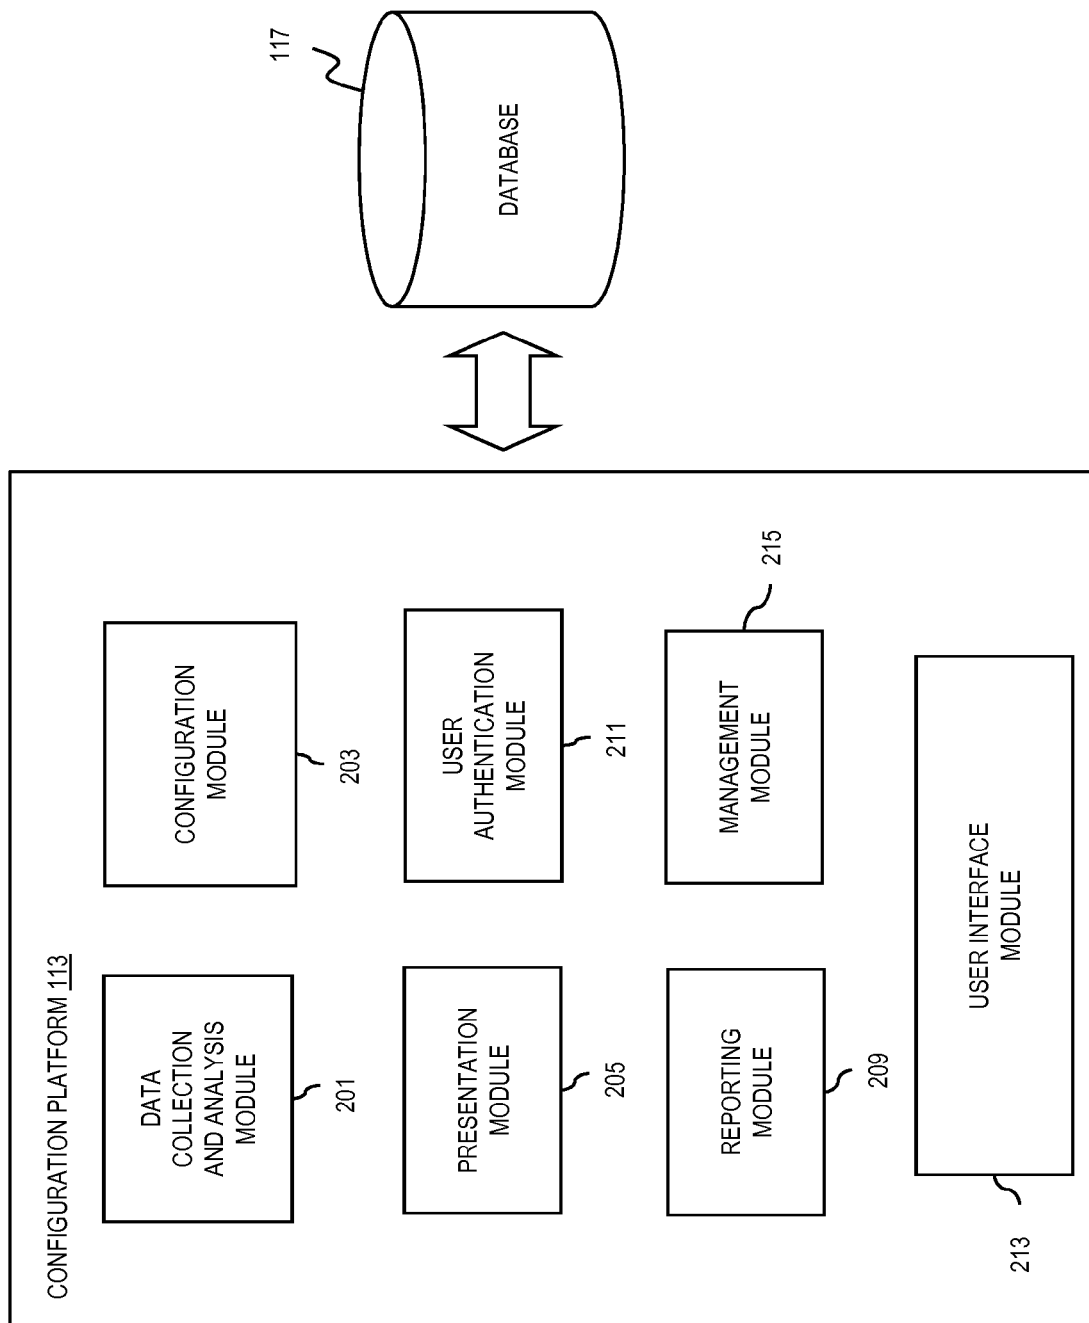 CONFIGURATION PLATFORM 113
DATA
COLLECTION
AND ANALYSIS
MODULE
201
CONFIGURATION
MODULE
203
PRESENTATION
MODULE
205
USER
AUTHENTICATION
MODULE
211
REPORTING
MODULE
209
MANAGEMENT
MODULE
215
USER INTERFACE
MODULE
213
DATABASE
117